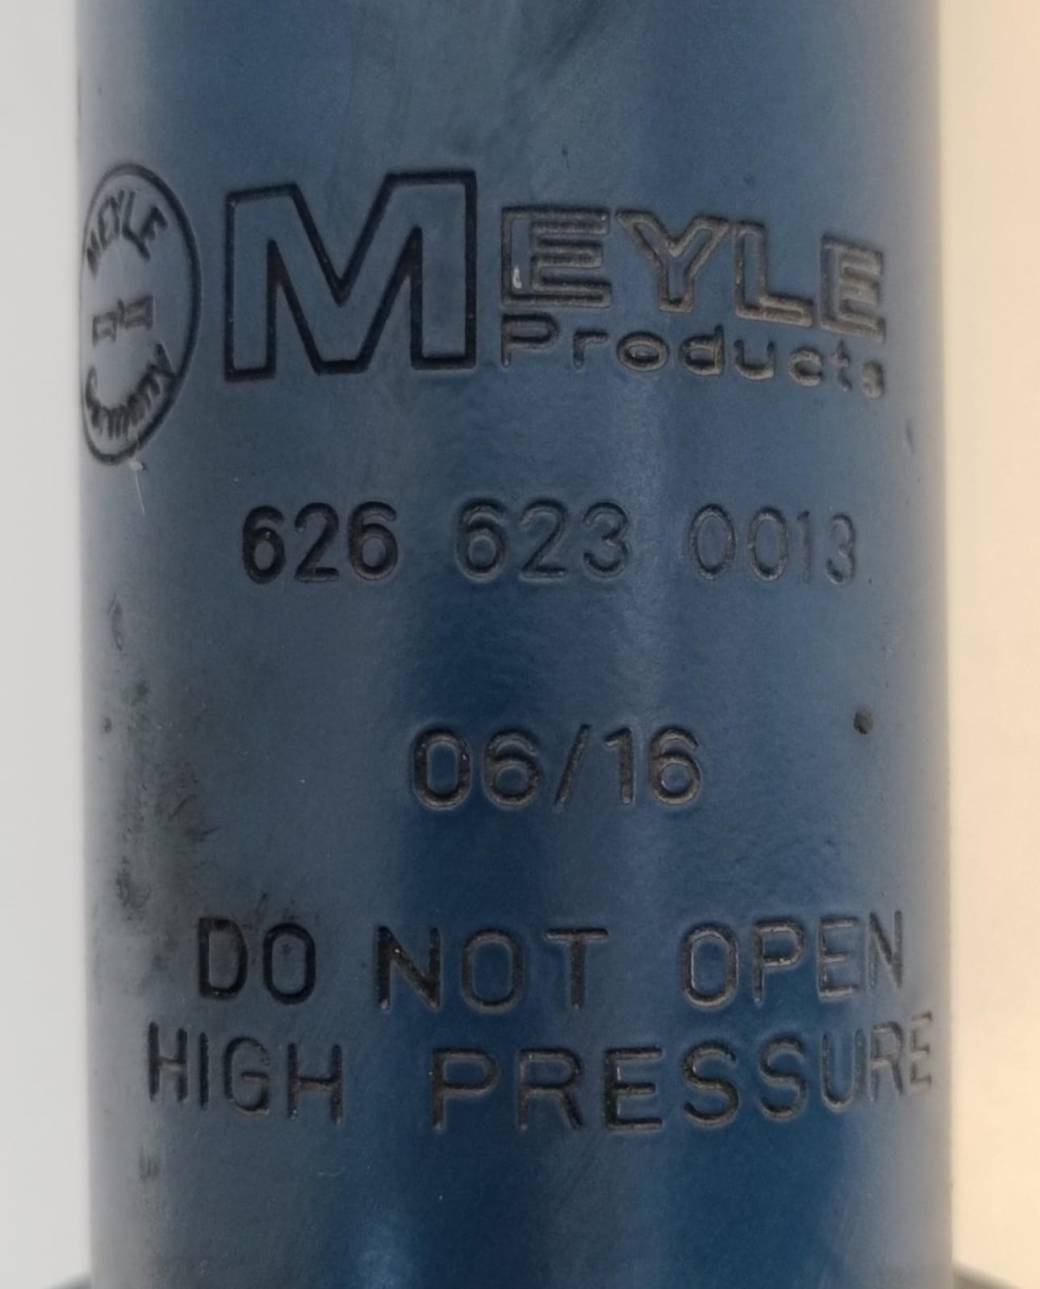 MEYLE
Germany
MEYLE
Products
626 623 0013
06/16
DO NOT OPEN
HIGH PRESSURE